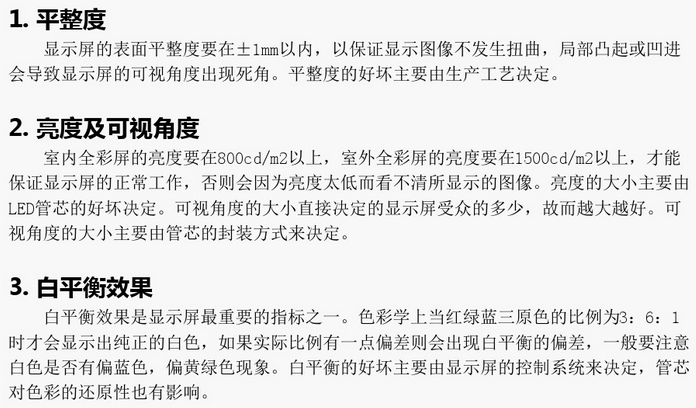 1. 平整度
显示屏的表面平整度要在±1mm以内，以保证显示图像不发生扭曲，局部凸起或凹进
会导致显示屏的可视角度出现死角。平整度的好坏主要由生产工艺决定。
2. 亮度及可视角度
室内全彩屏的亮度要在800cd/m2以上，室外全彩屏的亮度要在1500cd/m2以上，才能
保证显示屏的正常工作，否则会因为亮度太低而看不清所显示的图像。亮度的大小主要由
LED管芯的好坏决定。可视角度的大小直接决定的显示屏受众的多少，故而越大越好。可
视角度的大小主要由管芯的封装方式来决定。
3. 白平衡效果
白平衡效果是显示屏最重要的指标之一。色彩学上当红绿蓝三原色的比例为3：6：1
时才会显示出纯正的白色，如果实际比例有一点偏差则会出现白平衡的偏差，一般要注意
白色是否有偏蓝色，偏黄绿色现象。白平衡的好坏主要由显示屏的控制系统来决定，管芯
对色彩的还原性也有影响。